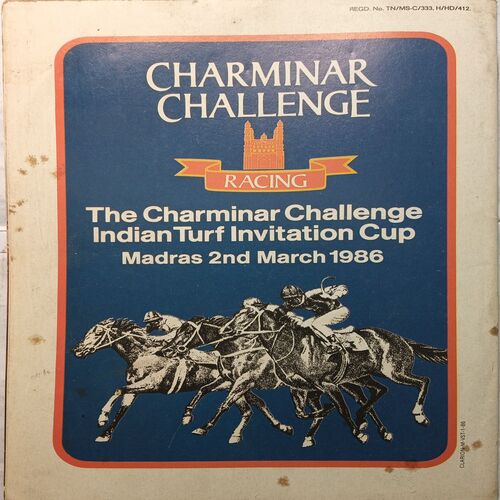 REGD. No. TN/MS-C/333, H/HD/412.
CHARMINAR
CHALLENGE
RACING
The Charminar Challenge
Indian Turf Invitation Cup
Madras 2nd March 1986